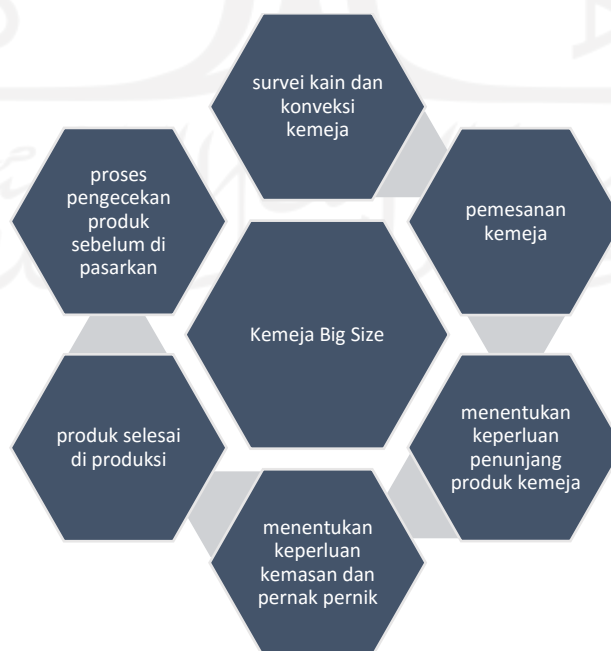 survei kain dan
konveksi
kemeja
pemesanan
kemeja
menentukan
keperluan
penunjang
produk kemeja
menentukan
keperluan
kemasan dan
pernak pernik
produk selesai
di produksi
proses
pengecekan
produk
sebelum di
pasarkan
Kemeja Big Size